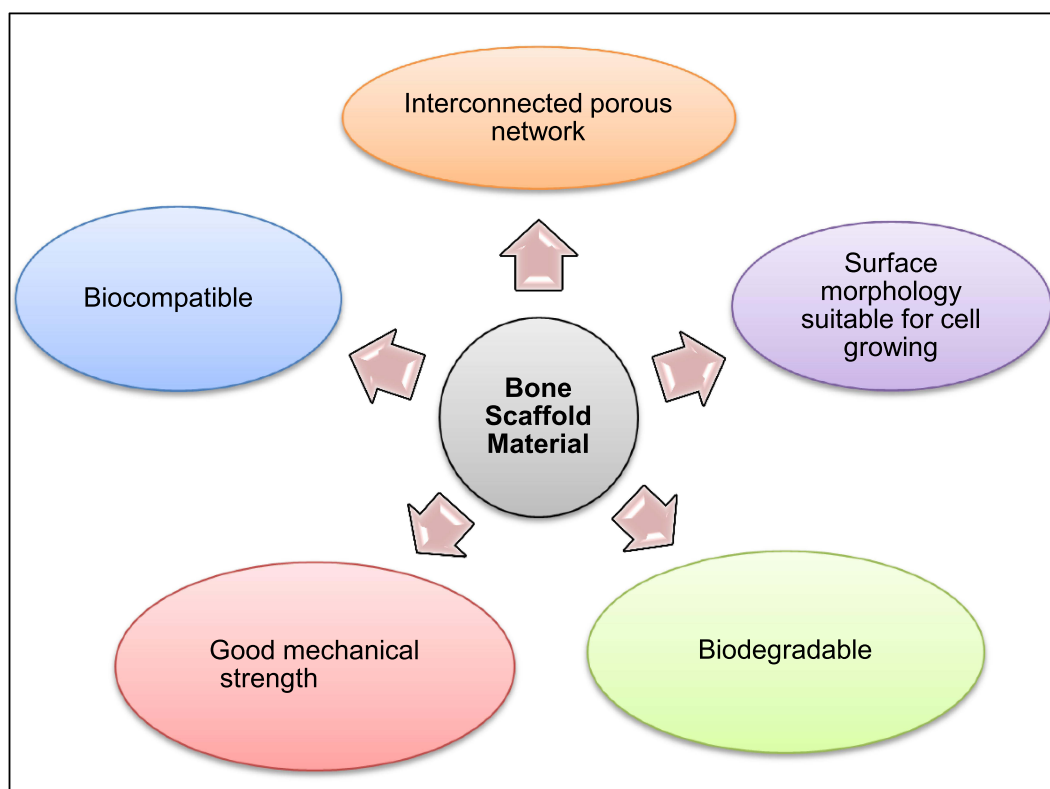 Interconnected porous
network
Biocompatible
Surface
morphology
suitable for cell
growing
Bone
Scaffold
Material
Good mechanical
strength
Biodegradable